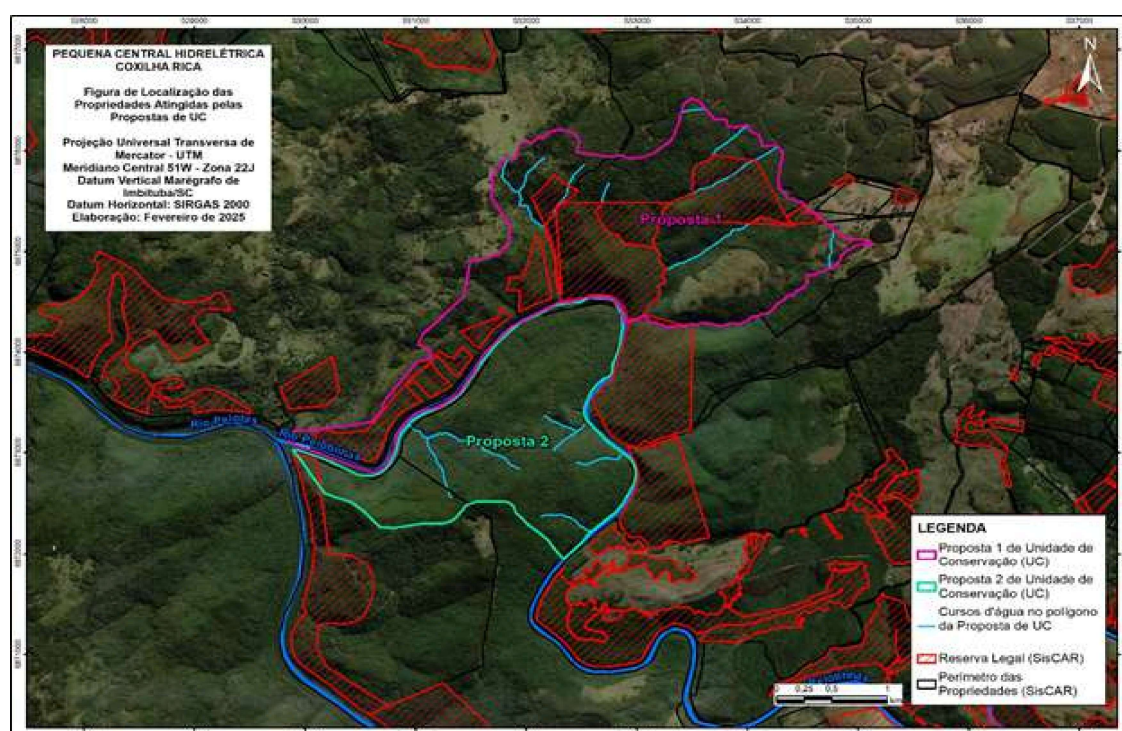 PEQUENA CENTRAL HIDRELÉTRICA
COXILHA RICA
Figura de Localização das
Propriedades Atingidas pelas
Propostas de UC
Projeção Universal Transversa de
Mercator - UTM
Meridiano Central 51W - Zona 22J
Datum Vertical Marégrafo de
Imbituba/SC
Datum Horizontal: SIRGAS 2000
Elaboração: Fevereiro de 2025
N
Proposta 1
Rio Pelotas
Rio
Proposta 2
LEGENDA
Proposta 1 de Unidade de
Conservação (UC)
Proposta 2 de Unidade de
Conservação (UC)
Cursos d'água no polígono
da Proposta de UC
Reserva Legal (SisCAR)
Perímetro das
Propriedades (SisCAR)
0 0,25 0,5 1
km